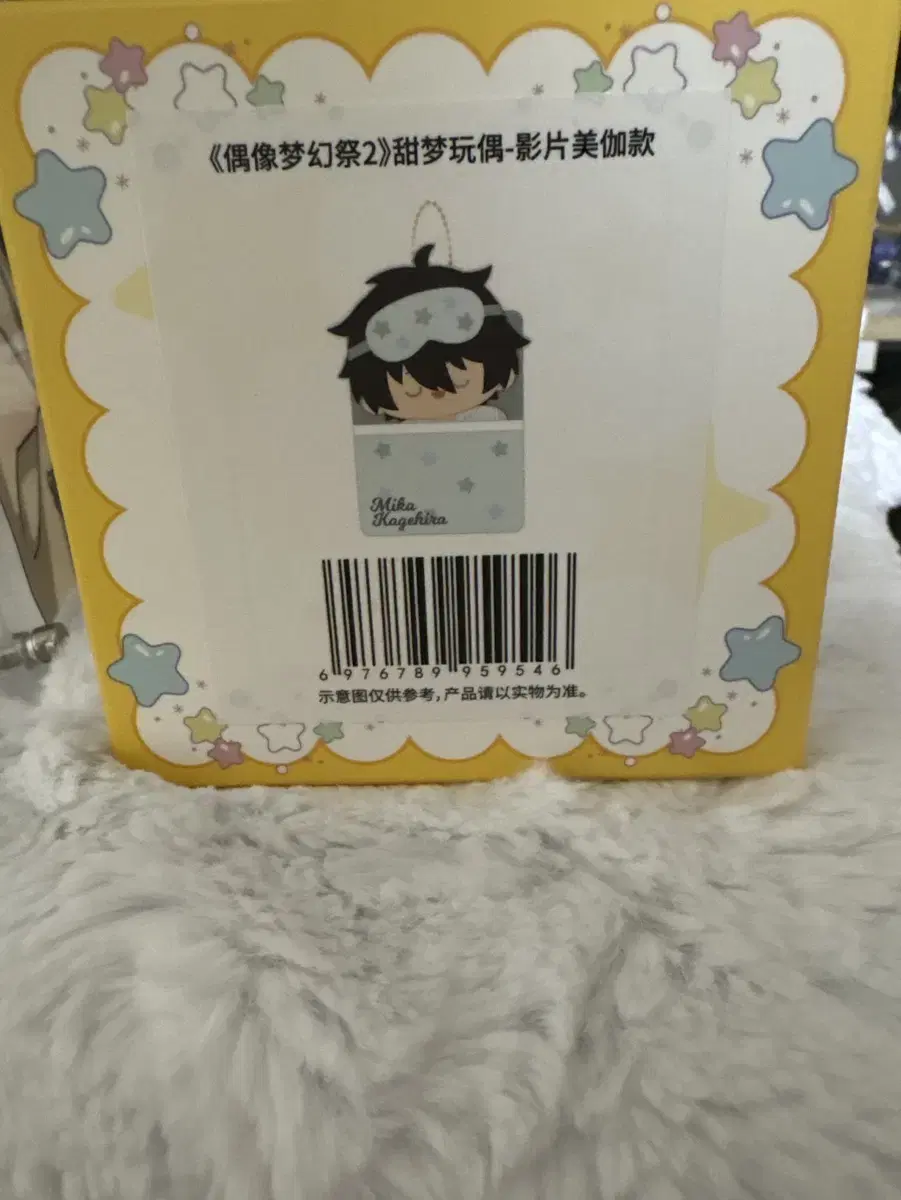 《偶像梦幻祭2》甜梦玩偶-影片美伽款
Mika
Kagehira
6976789959546
示意图仅供参考,产品请以实物为准。